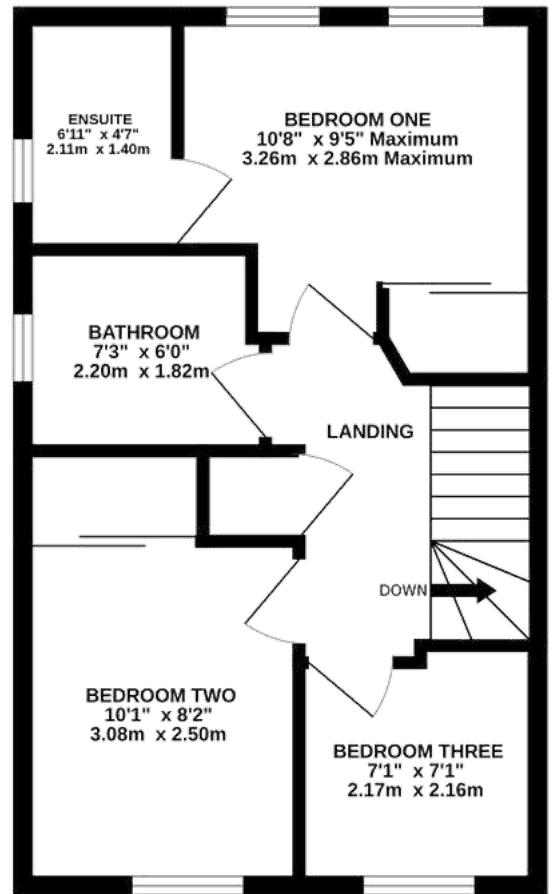 ENSUITE
6'11" x 4'7"
2.11m x 1.40m
BEDROOM ONE
10'8" x 9'5" Maximum
3.26m x 2.86m Maximum
BATHROOM
7'3" x 6'0"
2.20m x 1.82m
LANDING
DOWN
BEDROOM TWO
10'1" x 8'2"
3.08m x 2.50m
BEDROOM THREE
7'1" x 7'1"
2.17m x 2.16m